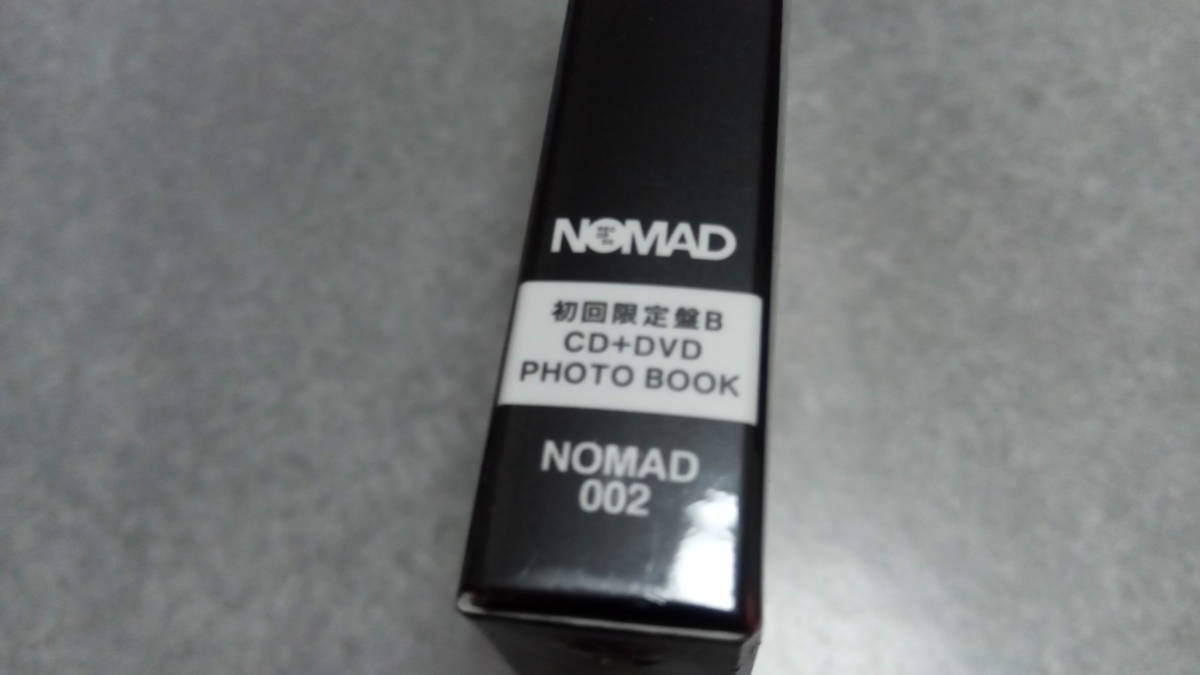 NOMAD
初回限定盤B
CD+DVD
PHOTO BOOK
NOMAD
002